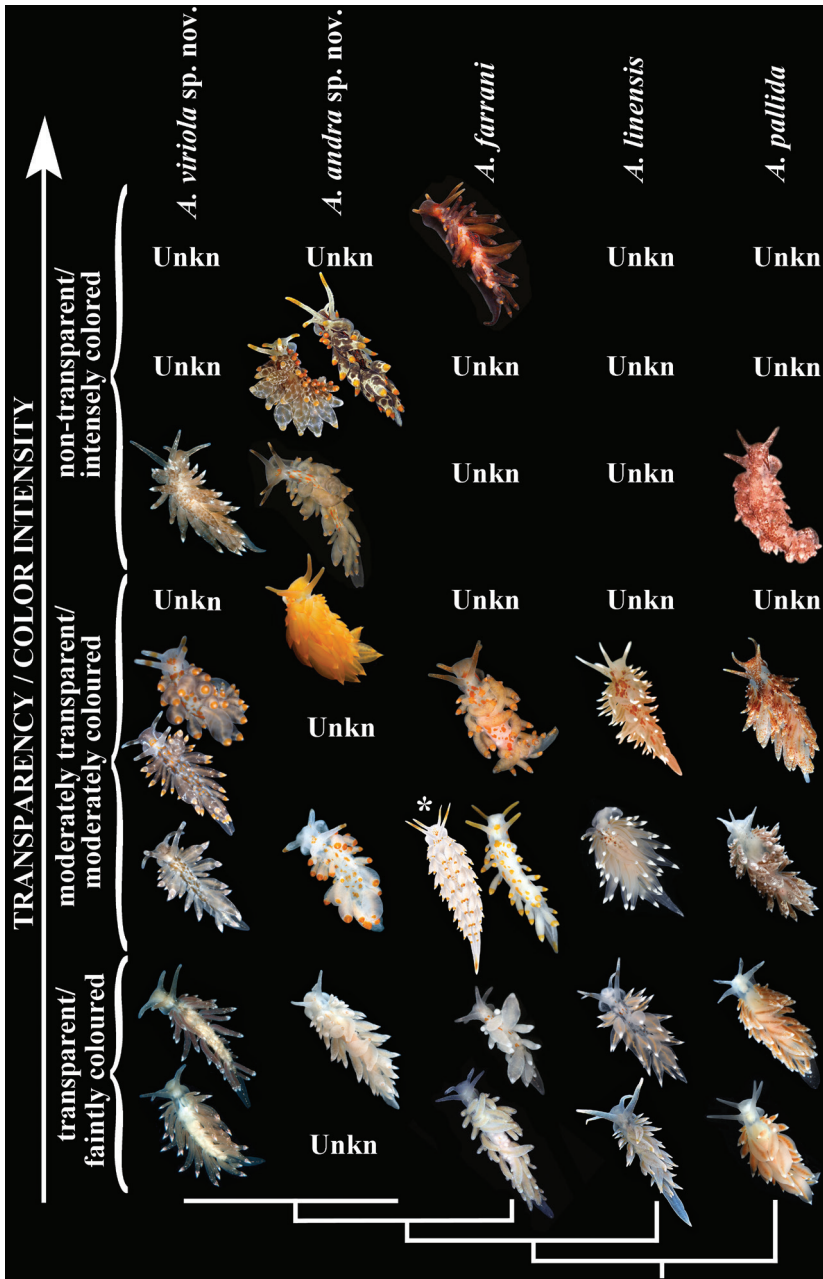 A. viriola sp. nov.
A. andra sp. nov.
A. farrani
A. linensis
A. pallida
TRANSPARENCY / COLOR INTENSITY
non-transparent/
intensely colored
Unkn
Unkn
Unkn
Unkn
Unkn
Unkn
Unkn
Unkn
Unkn
Unkn
moderately transparent/
moderately coloured
Unkn
Unkn
Unkn
Unkn
Unkn
*
transparent/
faintly coloured
Unkn